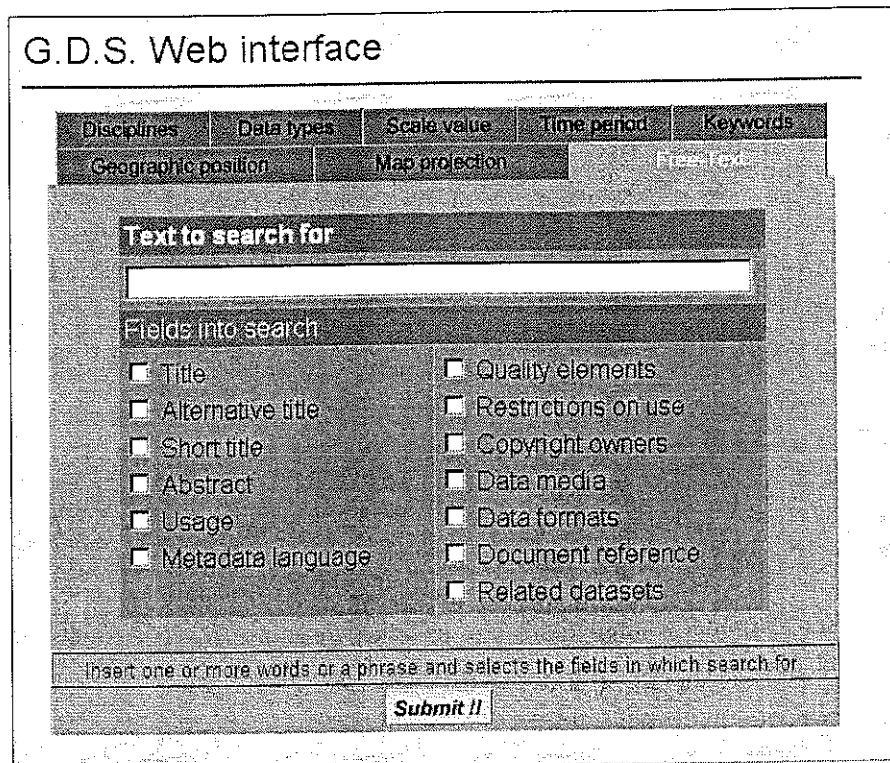 G.D.S. Web interface
Disciplines Data types Scale value Time period Keywords
Geographic position Map projection Free Text
Text to search for
Fields into search
Title Quality elements
Alternative title Restrictions on use
Short title Copyright owners
Abstract Data media
Usage Data formats
Metadata language Document reference
Related datasets
Insert one or more words or a phrase and selects the fields in which search for
Submit !!